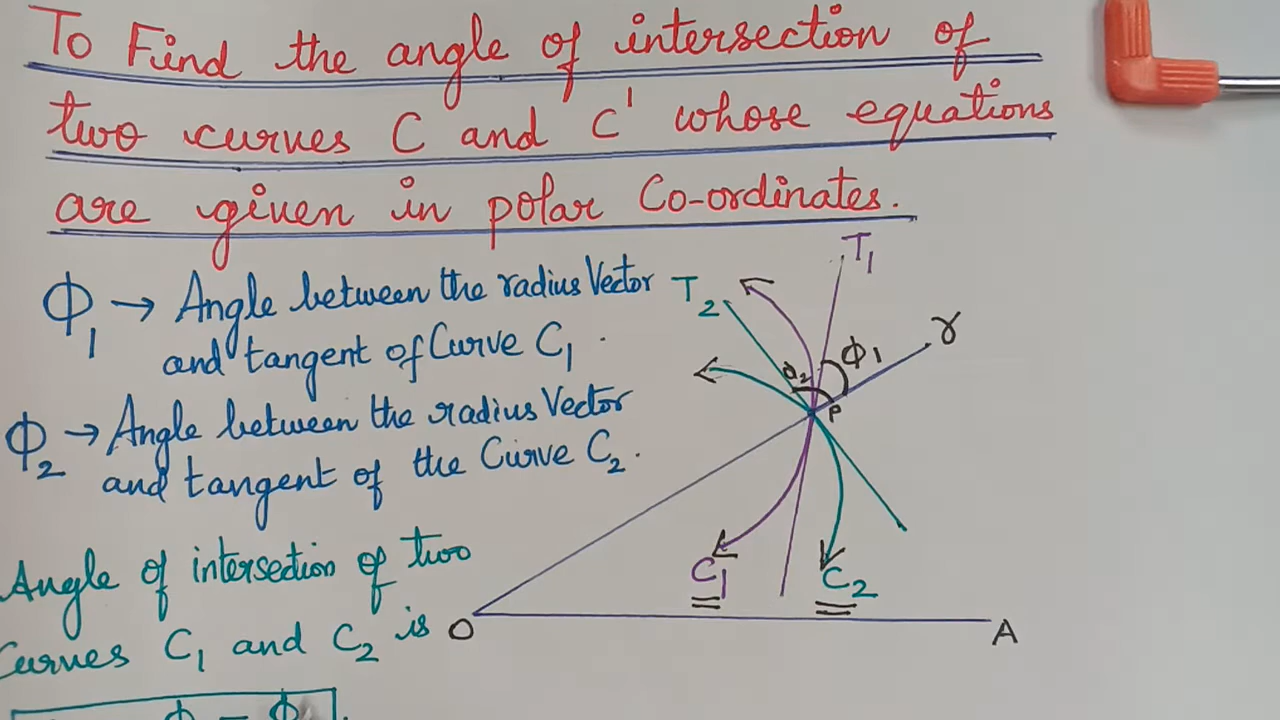 To Find the angle of intersection of
two curves C and C' whose equations
are given in polar Co-ordinates.
ϕ₁ → Angle between the radius Vector
and tangent of Curve C₁.
ϕ₂ → Angle between the radius Vector
and tangent of the Curve C₂.
Angle of intersection of two
Curves C₁ and C₂ is
ϕ - ϕ
T₁
T₂
r
ϕ₁
ϕ₂
P
C₁
C₂
O
A